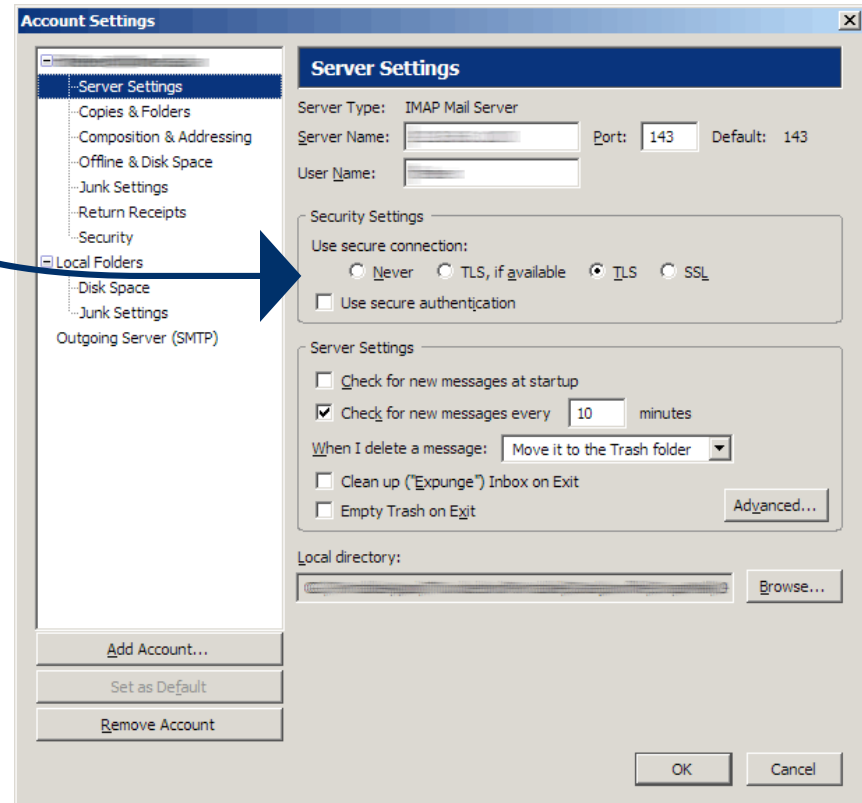 Account Settings
Server Settings
Copies & Folders
Composition & Addressing
Offline & Disk Space
Junk Settings
Return Receipts
Security
Local Folders
Disk Space
Junk Settings
Outgoing Server (SMTP)
Add Account...
Set as Default
Remove Account
Server Settings
Server Type: IMAP Mail Server
Server Name: Port: 143 Default: 143
User Name:
Security Settings
Use secure connection:
Never TLS, if available TLS SSL
Use secure authentication
Server Settings
Check for new messages at startup
Check for new messages every 10 minutes
When I delete a message: Move it to the Trash folder
Clean up ("Expunge") Inbox on Exit
Empty Trash on Exit
Advanced...
Local directory:
Browse...
OK Cancel